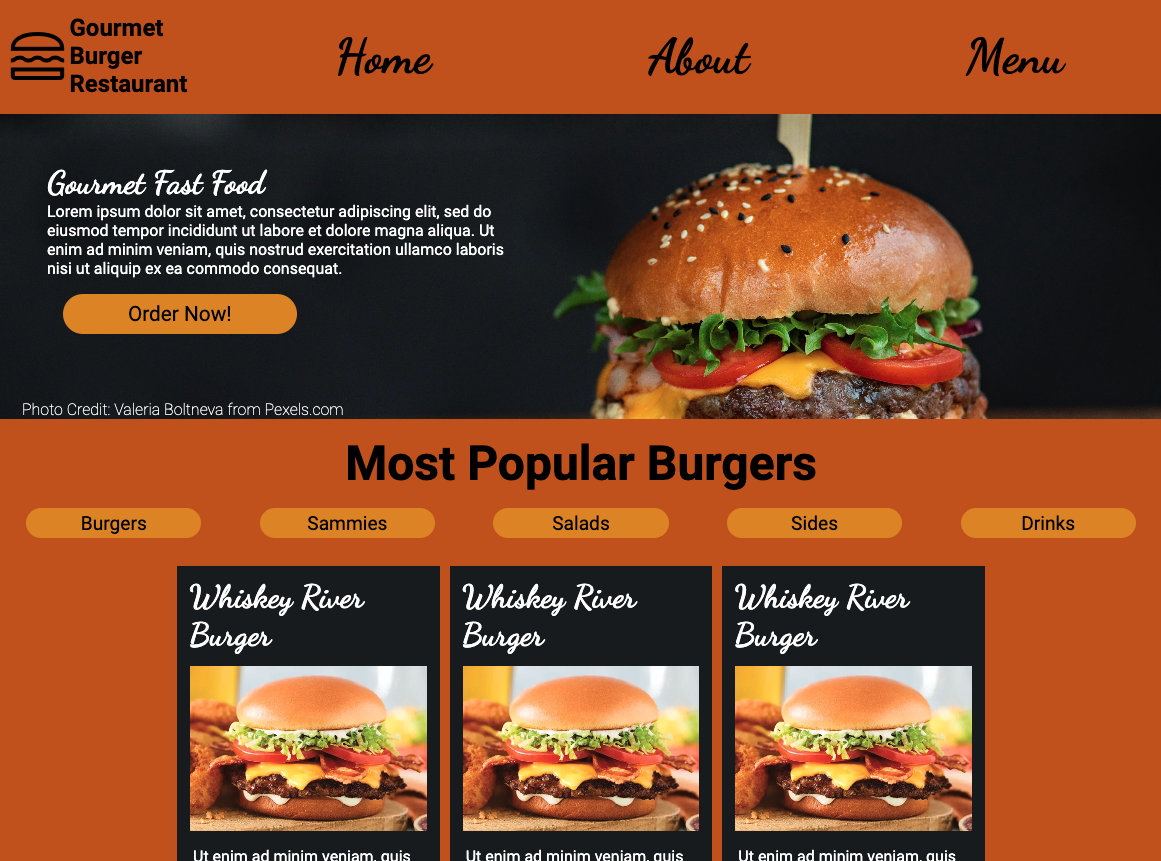 Gourmet
Burger
Restaurant
Home
About
Menu
Gourmet Fast Food
Lorem ipsum dolor sit amet, consectetur adipiscing elit, sed do
eiusmod tempor incididunt ut labore et dolore magna aliqua. Ut
enim ad minim veniam, quis nostrud exercitation ullamco laboris
nisi ut aliquip ex ea commodo consequat.
Order Now!
Photo Credit: Valeria Boltneva from Pexels.com
Most Popular Burgers
Burgers
Sammies
Salads
Sides
Drinks
Whiskey River
Burger
Ut enim ad minim veniam, quis
Whiskey River
Burger
Ut enim ad minim veniam, quis
Whiskey River
Burger
Ut enim ad minim veniam, quis